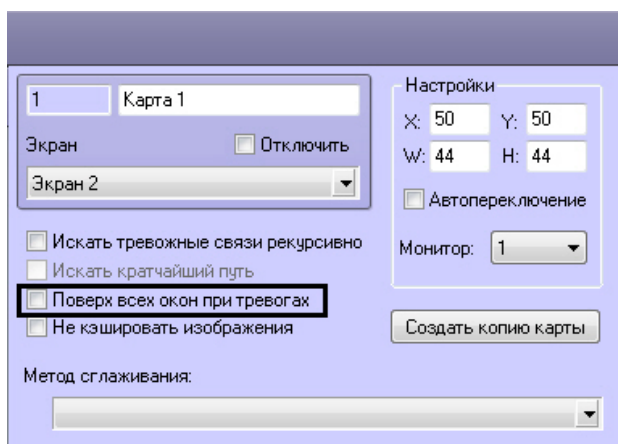 1
Карта 1
Экран
Отключить
Экран 2
Искать тревожные связи рекурсивно
Искать кратчайший путь
Поверх всех окон при тревогах
Не кэшировать изображения
Метод сглаживания:
Настройки
X: 50 Y: 50
W: 44 H: 44
Автопереключение
Монитор: 1
Создать копию карты